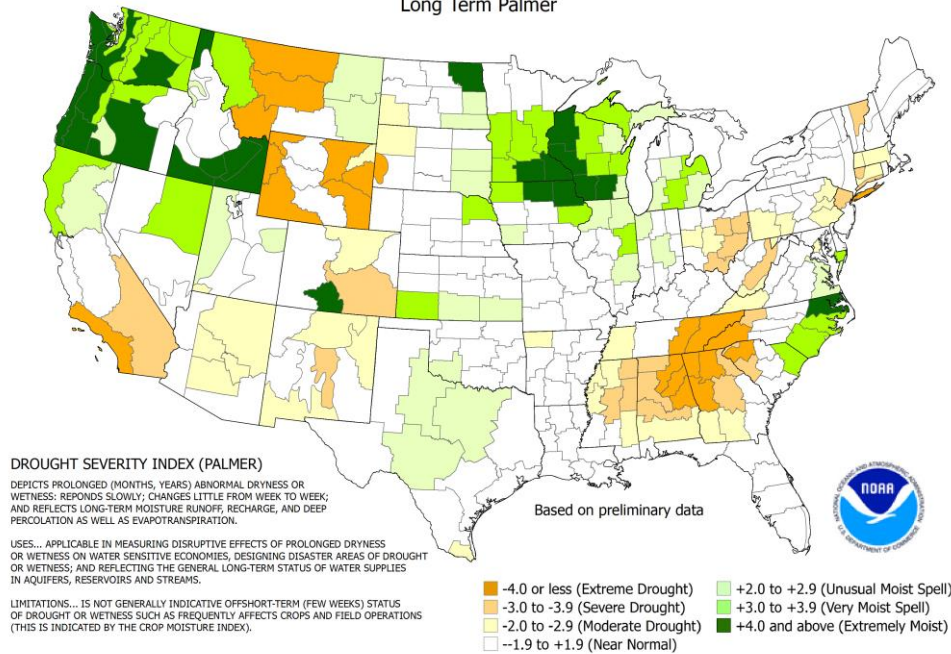 Long Term Palmer
DROUGHT SEVERITY INDEX (PALMER)
DEPICTS PROLONGED (MONTHS, YEARS) ABNORMAL DRYNESS OR
WETNESS: REPONDS SLOWLY; CHANGES LITTLE FROM WEEK TO WEEK;
AND REFLECTS LONG-TERM MOISTURE RUNOFF, RECHARGE, AND DEEP
PERCOLATION AS WELL AS EVAPOTRANSPIRATION.
USES... APPLICABLE IN MEASURING DISRUPTIVE EFFECTS OF PROLONGED DRYNESS
OR WETNESS ON WATER SENSITIVE ECONOMIES, DESIGNING DISASTER AREAS OF DROUGHT
OR WETNESS; AND REFLECTING THE GENERAL LONG-TERM STATUS OF WATER SUPPLIES
IN AQUIFERS, RESERVOIRS AND STREAMS.
LIMITATIONS... IS NOT GENERALLY INDICATIVE OFFSHORT-TERM (FEW WEEKS) STATUS
OF DROUGHT OR WETNESS SUCH AS FREQUENTLY AFFECTS CROPS AND FIELD OPERATIONS
(THIS IS INDICATED BY THE CROP MOISTURE INDEX).
Based on preliminary data
NATIONAL OCEANIC AND ATMOSPHERIC ADMINISTRATION
NOAA
U.S. DEPARTMENT OF COMMERCE
-4.0 or less (Extreme Drought)
-3.0 to -3.9 (Severe Drought)
-2.0 to -2.9 (Moderate Drought)
--1.9 to +1.9 (Near Normal)
+2.0 to +2.9 (Unusual Moist Spell)
+3.0 to +3.9 (Very Moist Spell)
+4.0 and above (Extremely Moist)